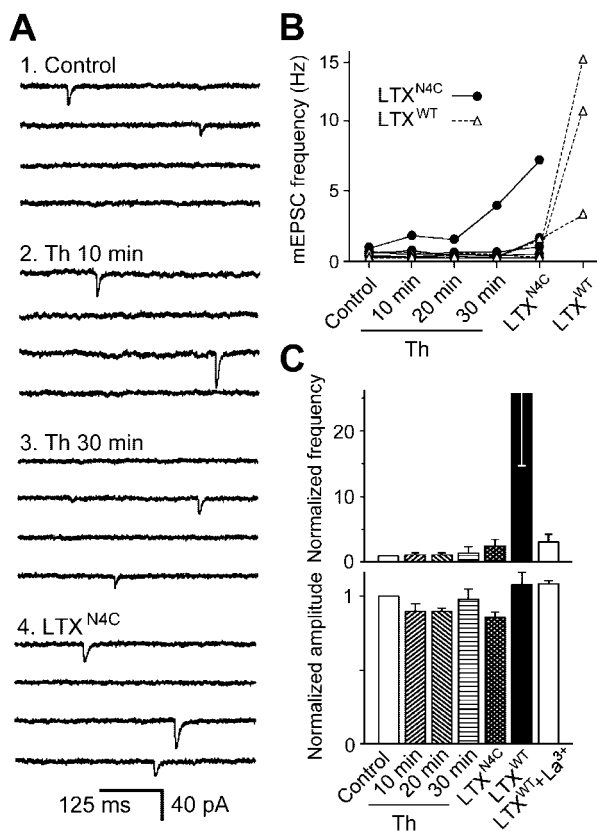 A
1. Control
2. Th 10 min
3. Th 30 min
4. LTX^N4C
125 ms
40 pA
B
mEPSC frequency (Hz)
15
10
5
0
LTX^N4C
LTX^WT
Control
10 min
20 min
30 min
LTX^N4C
LTX^WT
Th
C
Normalized frequency
20
10
0
Normalized amplitude
1
0
Control
10 min
20 min
30 min
LTX^N4C
LTX^WT
LTX^WT+La^3+
Th